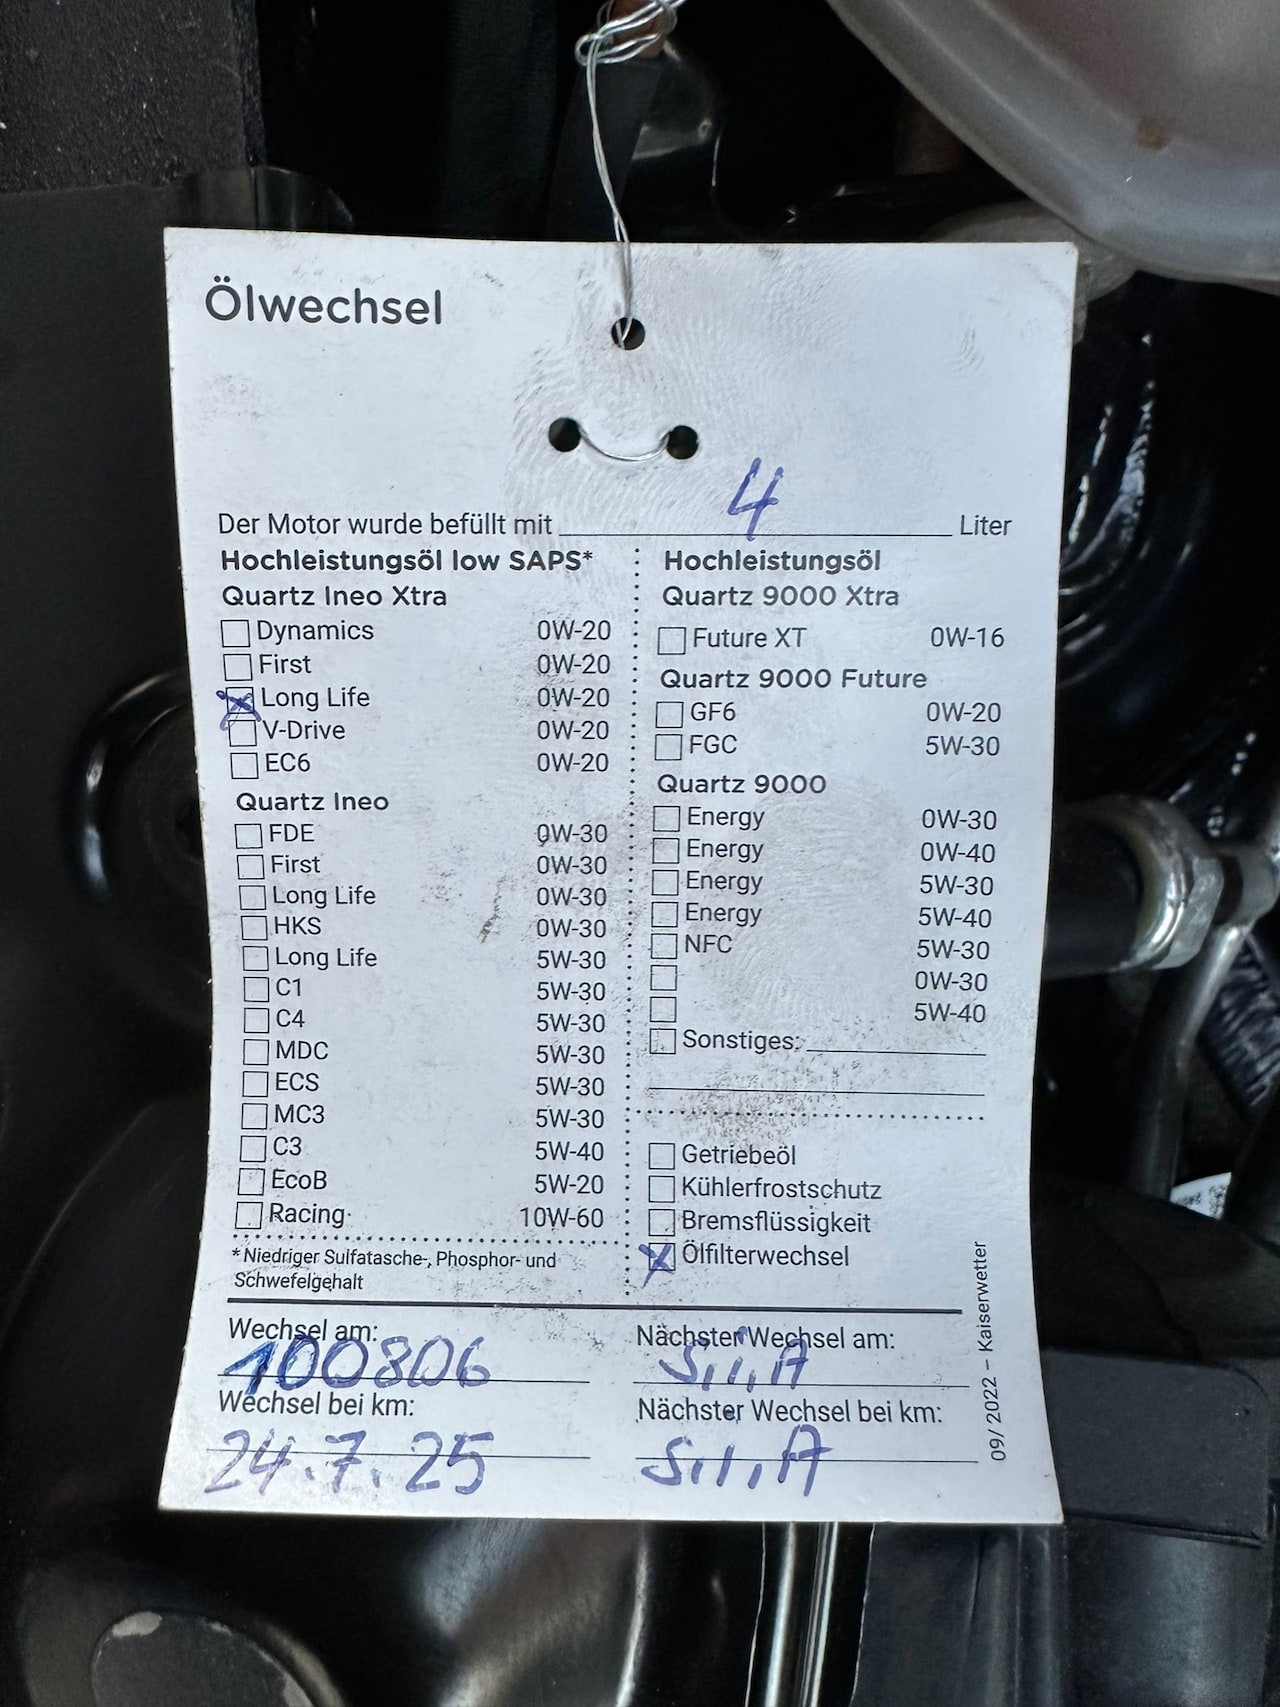 Ölwechsel
Der Motor wurde befüllt mit 4 Liter
Hochleistungsöl low SAPS*
Quartz Ineo Xtra
Dynamics 0W-20
First 0W-20
Long Life 0W-20
V-Drive 0W-20
EC6 0W-20
Quartz Ineo
FDE 0W-30
First 0W-30
Long Life 0W-30
HKS 0W-30
Long Life 5W-30
C1 5W-30
C4 5W-30
MDC 5W-30
ECS 5W-30
MC3 5W-30
C3 5W-40
EcoB 5W-20
Racing 10W-60
*Niedriger Sulfatasche-, Phosphor- und
Schwefelgehalt
Hochleistungsöl
Quartz 9000 Xtra
Future XT 0W-16
Quartz 9000 Future
GF6 0W-20
FGC 5W-30
Quartz 9000
Energy 0W-30
Energy 0W-40
Energy 5W-30
Energy 5W-40
NFC 5W-30
0W-30
5W-40
Sonstiges:
Getriebeöl
Kühlerfrostschutz
Bremsflüssigkeit
Ölfilterwechsel
Wechsel am:
100806
Wechsel bei km:
24.7.25
Nächster Wechsel am:
S.i.A
Nächster Wechsel bei km:
S.i.A
09/2022 – Kaiserwetter